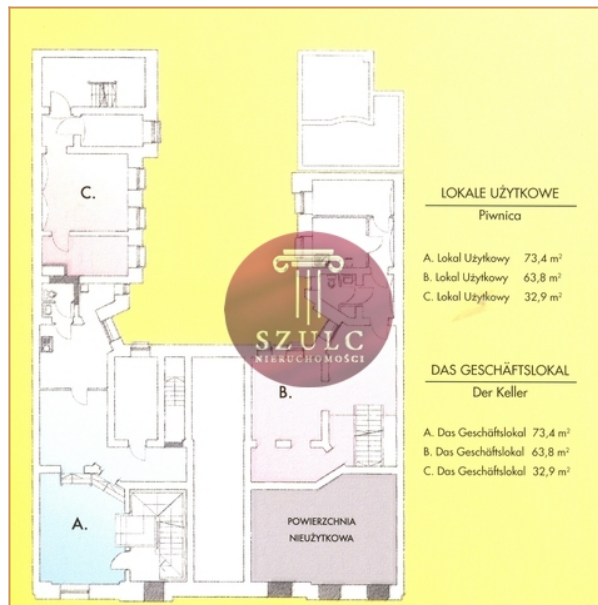 C.
LOKALE UŻYTKOWE
Piwnica
A. Lokal Użytkowy 73,4 m²
B. Lokal Użytkowy 63,8 m²
C. Lokal Użytkowy 32,9 m²
SZULC
NIERUCHOMOŚCI
DAS GESCHÄFTSLOKAL
Der Keller
B.
A. Das Geschäftslokal 73,4 m²
B. Das Geschäftslokal 63,8 m²
C. Das Geschäftslokal 32,9 m²
A.
POWIERZCHNIA
NIEUŻYTKOWA